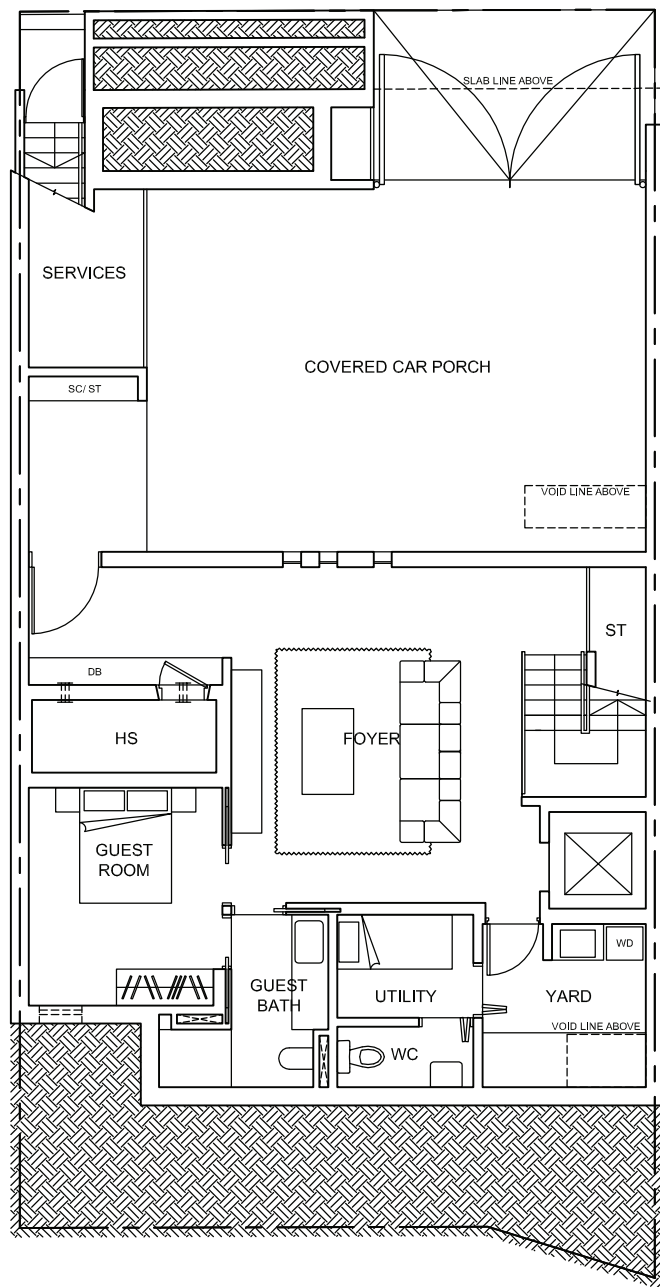 SLAB LINE ABOVE
SERVICES
COVERED CAR PORCH
SC/ ST
VOID LINE ABOVE
ST
DB
HS
FOYER
GUEST
ROOM
WD
GUEST
BATH
UTILITY
YARD
VOID LINE ABOVE
WC